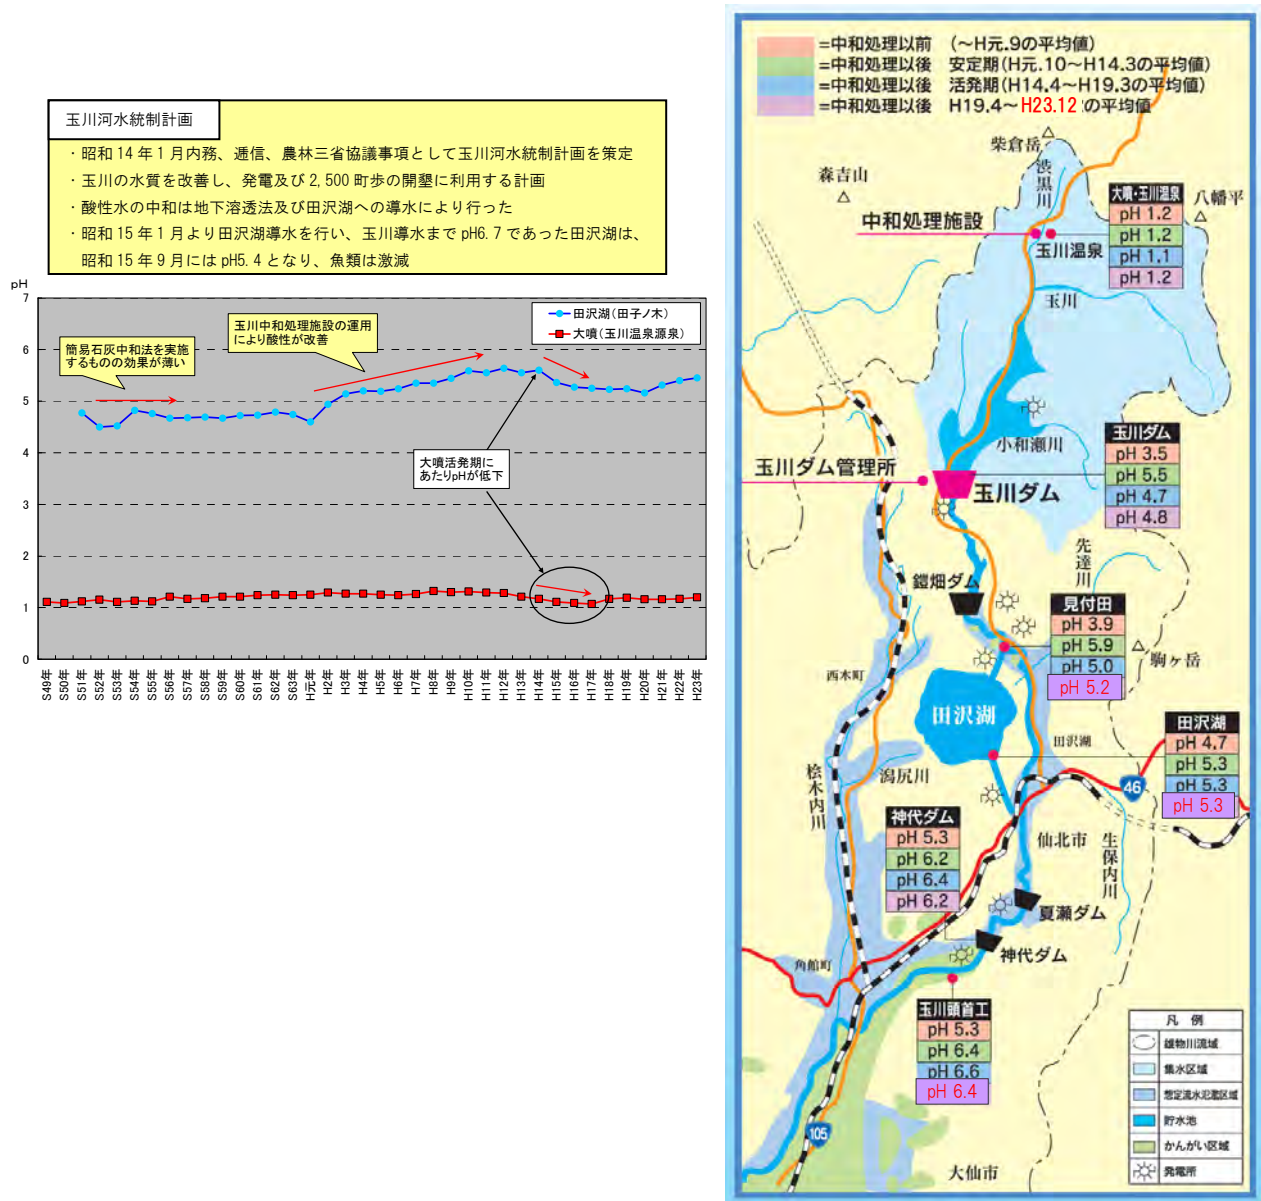 玉川河水統制計画
・昭和14年1月内務、逓信、農林三省協議事項として玉川河水統制計画を策定
・玉川の水質を改善し、発電及び2,500町歩の開墾に利用する計画
・酸性水の中和は地下溶透法及び田沢湖への導水により行った
・昭和15年1月より田沢湖導水を行い、玉川導水までpH6.7であった田沢湖は、
昭和15年9月にはpH5.4となり、魚類は激減
pH
7
6
5
4
3
2
1
0
田沢湖(田子ノ木)
大噴(玉川温泉源泉)
簡易石灰中和法を実施
するものの効果が薄い
玉川中和処理施設の運用
により酸性が改善
大噴活発期に
あたりpHが低下
S49年
S50年
S51年
S52年
S53年
S54年
S55年
S56年
S57年
S58年
S59年
S60年
S61年
S62年
S63年
H元年
H2年
H3年
H4年
H5年
H6年
H7年
H8年
H9年
H10年
H11年
H12年
H13年
H14年
H15年
H16年
H17年
H18年
H19年
H20年
H21年
H22年
H23年
=中和処理以前 (～H元.9の平均値)
=中和処理以後 安定期(H元.10～H14.3の平均値)
=中和処理以後 活発期(H14.4～H19.3の平均値)
=中和処理以後 H19.4～H23.12の平均値
柴倉岳
渋黒川
森吉山
八幡平
大噴・玉川温泉
pH 1.2
pH 1.2
pH 1.1
pH 1.2
中和処理施設
玉川温泉
玉川
小和瀬川
玉川ダム
pH 3.5
pH 5.5
pH 4.7
pH 4.8
玉川ダム管理所
玉川ダム
先達川
鎧畑ダム
見付田
pH 3.9
pH 5.9
pH 5.0
pH 5.2
駒ヶ岳
西木町
田沢湖
田沢湖
田沢湖
pH 4.7
pH 5.3
pH 5.3
pH 5.3
46
潟尻川
桧木内川
神代ダム
pH 5.3
pH 6.2
pH 6.4
pH 6.2
仙北市
生保内川
夏瀬ダム
神代ダム
角館町
玉川頭首工
pH 5.3
pH 6.4
pH 6.6
pH 6.4
105
大仙市
凡例
雄物川流域
集水区域
想定流水氾濫区域
貯水池
かんがい区域
発電所